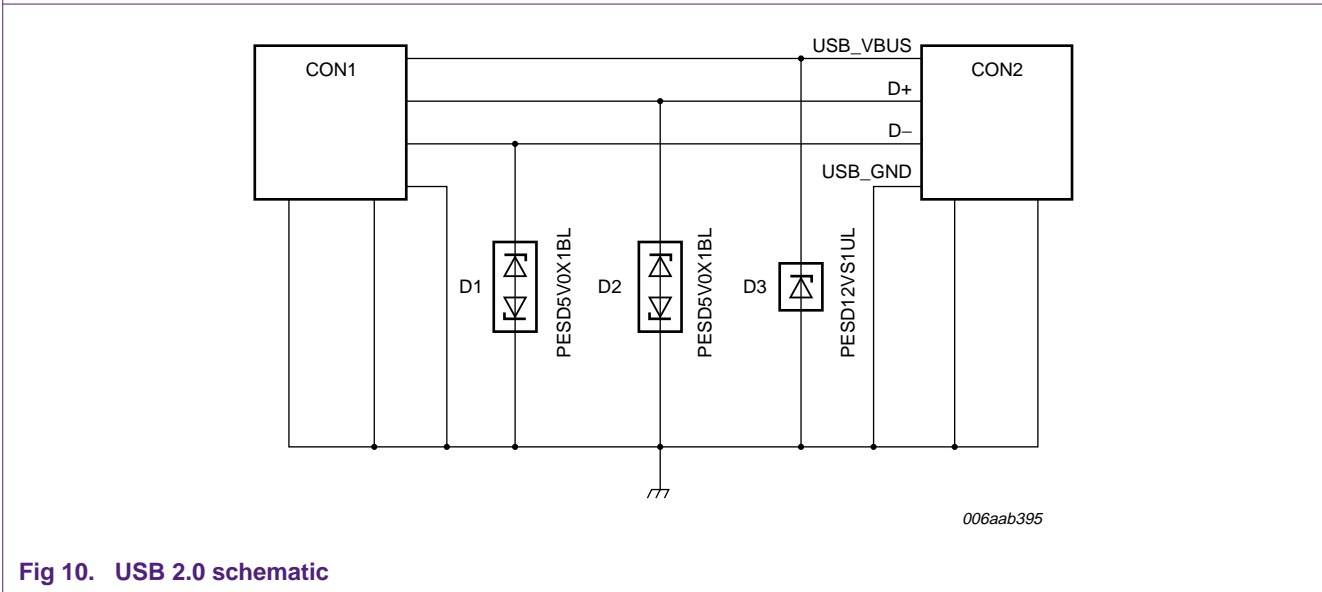 USB_VBUS
CON1
CON2
D+
D−
USB_GND
D1
PESD5V0X1BL
D2
PESD5V0X1BL
D3
PESD12VS1UL
006aab395
Fig 10. USB 2.0 schematic